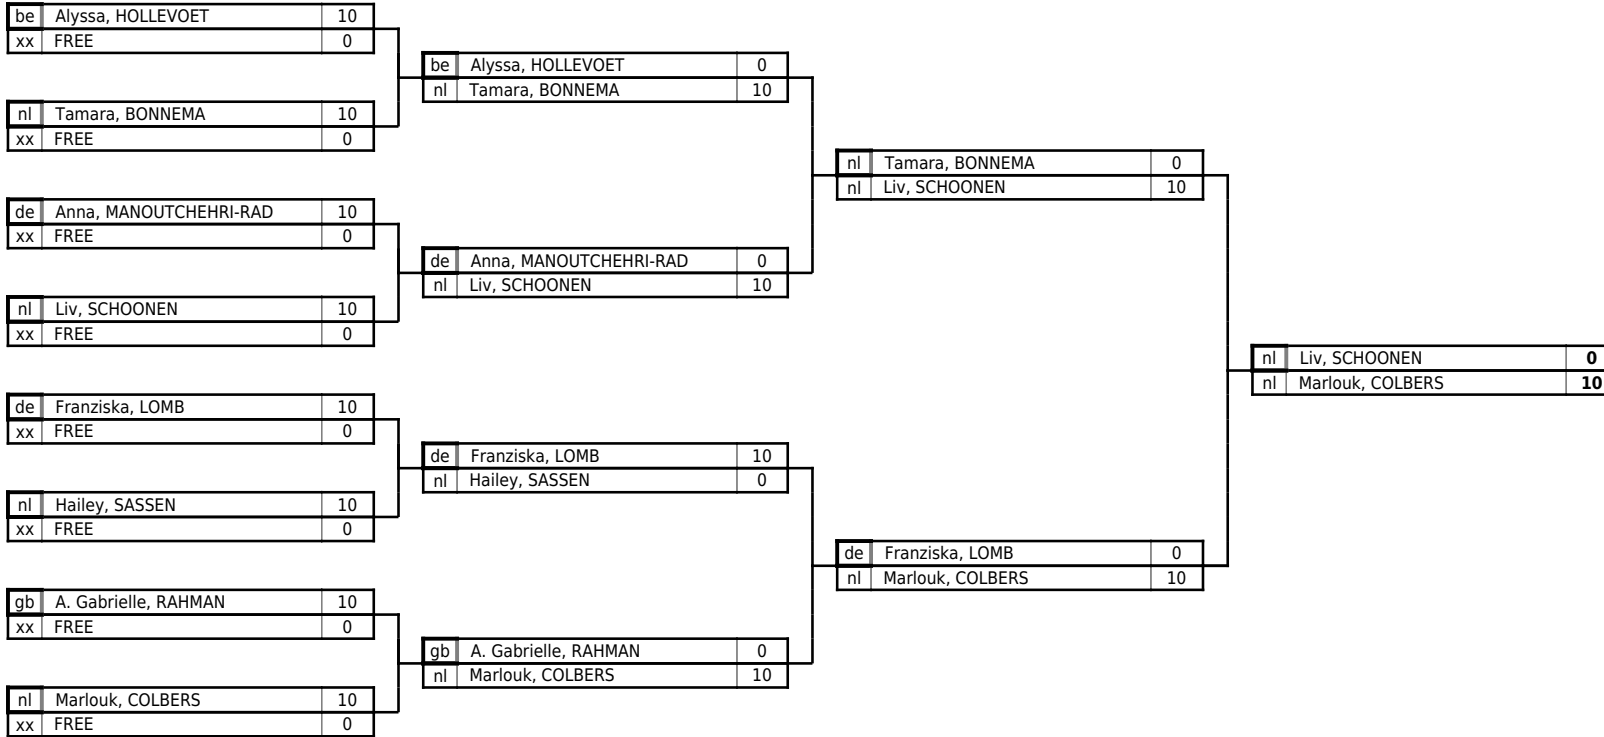 be Alyssa, HOLLEVOET 10
xx FREE 0
nl Tamara, BONNEMA 10
xx FREE 0
de Anna, MANOUTCHEHRI-RAD 10
xx FREE 0
nl Liv, SCHOONEN 10
xx FREE 0
de Franziska, LOMB 10
xx FREE 0
nl Hailey, SASSEN 10
xx FREE 0
gb A. Gabrielle, RAHMAN 10
xx FREE 0
nl Marlouk, COLBERS 10
xx FREE 0
be Alyssa, HOLLEVOET 0
nl Tamara, BONNEMA 10
de Anna, MANOUTCHEHRI-RAD 0
nl Liv, SCHOONEN 10
de Franziska, LOMB 10
nl Hailey, SASSEN 0
gb A. Gabrielle, RAHMAN 0
nl Marlouk, COLBERS 10
nl Tamara, BONNEMA 0
nl Liv, SCHOONEN 10
de Franziska, LOMB 0
nl Marlouk, COLBERS 10
nl Liv, SCHOONEN 0
nl Marlouk, COLBERS 10